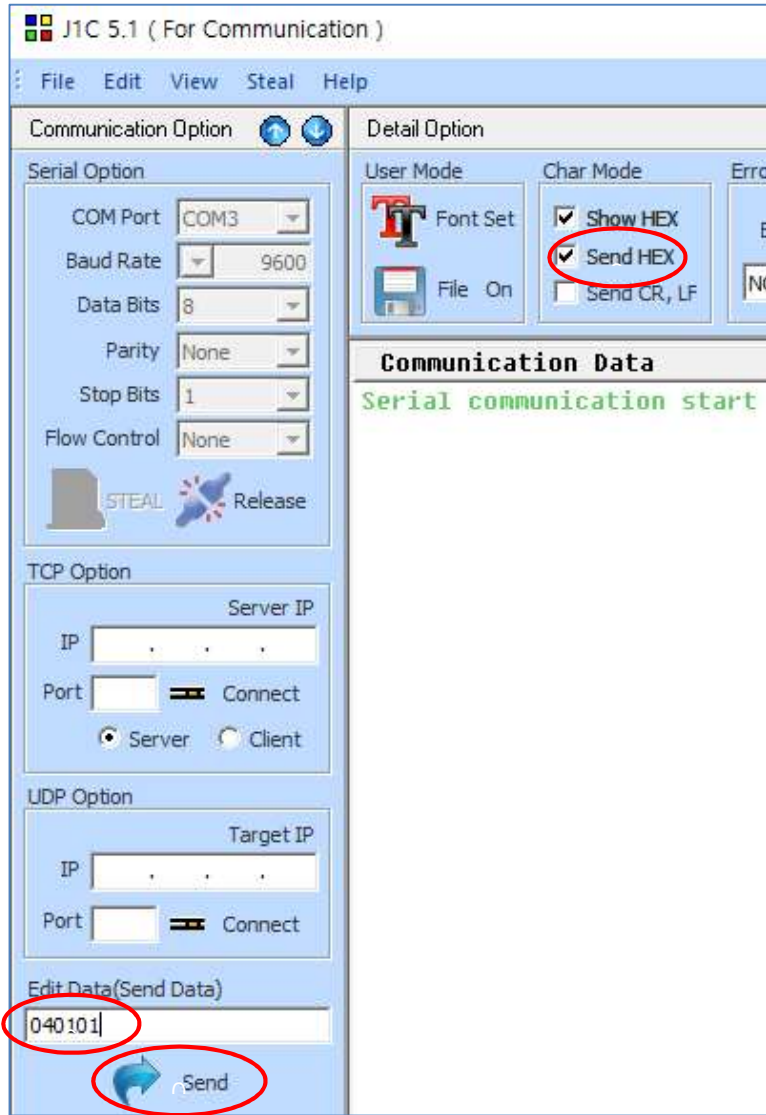 J1C 5.1 ( For Communication )
File Edit View Steal Help
Communication Option
Serial Option
COM Port COM3
Baud Rate 9600
Data Bits 8
Parity None
Stop Bits 1
Flow Control None
STEAL Release
TCP Option
Server IP
IP . . .
Port Connect
Server Client
UDP Option
Target IP
IP . . .
Port Connect
Edit Data(Send Data)
040101
Send
Detail Option
User Mode
Font Set
File On
Char Mode
Show HEX
Send HEX
Send CR, LF
Communication Data
Serial communication start